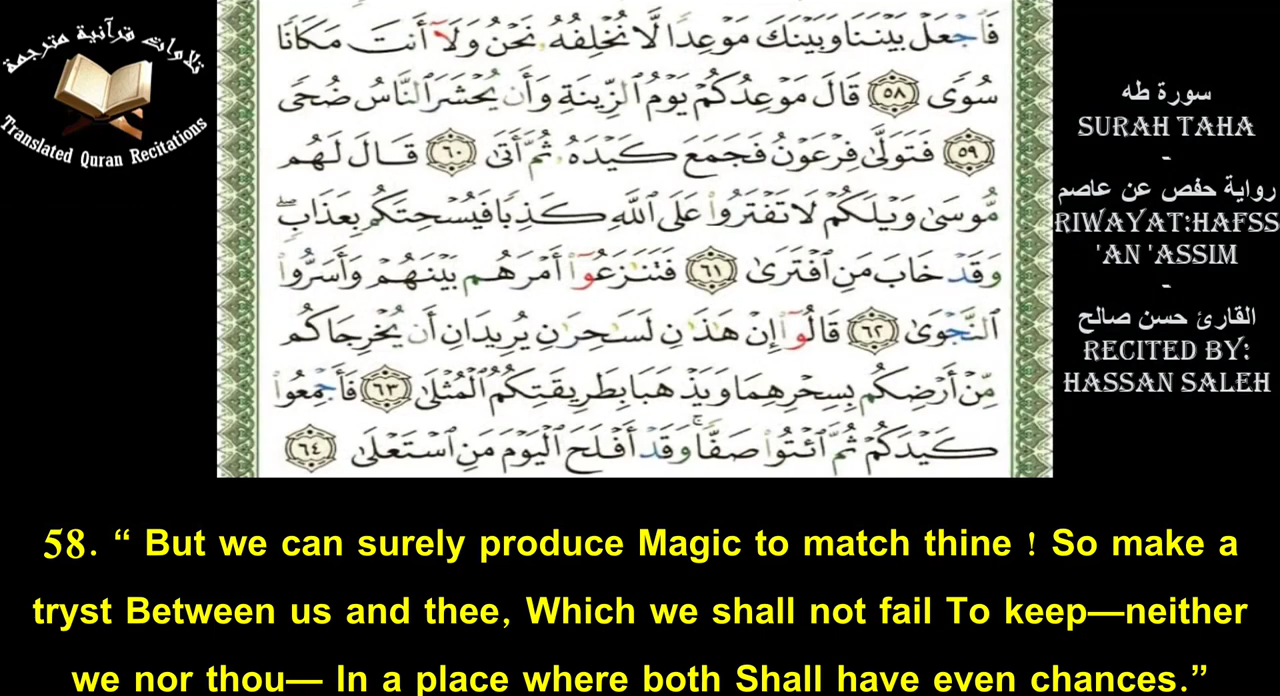 تلاوات قرآنية مترجمة
Translated Quran Recitations
فَٱجۡعَلۡ بَيۡنَنَا وَبَيۡنَكَ مَوۡعِدٗا لَّا نُخۡلِفُهُۥ نَحۡنُ وَلَآ أَنتَ مَكَانٗا
سُوٗى ٥٨ قَالَ مَوۡعِدُكُمۡ يَوۡمُ ٱلزِّينَةِ وَأَن يُحۡشَرَ ٱلنَّاسُ ضُحٗى
٥٩ فَتَوَلَّىٰ فِرۡعَوۡنُ فَجَمَعَ كَيۡدَهُۥ ثُمَّ أَتَىٰ ٦٠ قَالَ لَهُم
مُّوسَىٰ وَيۡلَكُمۡ لَا تَفۡتَرُواْ عَلَى ٱللَّهِ كَذِبٗا فَيُسۡحِتَكُم بِعَذَابٖۖ
وَقَدۡ خَابَ مَنِ ٱفۡتَرَىٰ ٦١ فَتَنَٰزَعُوٓاْ أَمۡرَهُم بَيۡنَهُمۡ وَأَسَرُّواْ
ٱلنَّجۡوَىٰ ٦٢ قَالُوٓاْ إِنۡ هَٰذَٰنِ لَسَٰحِرَٰنِ يُرِيدَانِ أَن يُخۡرِجَاكُم
مِّنۡ أَرۡضِكُم بِسِحۡرِهِمَا وَيَذۡهَبَا بِطَرِيقَتِكُمُ ٱلۡمُثۡلَىٰ ٦٣ فَأَجۡمِعُواْ
كَيۡدَكُمۡ ثُمَّ ٱئۡتُواْ صَفّٗاۚ وَقَدۡ أَفۡلَحَ ٱلۡيَوۡمَ مَنِ ٱسۡتَعۡلَىٰ ٦٤
سورة طه
SURAH TAHA
-
رواية حفص عن عاصم
RIWAYAT:HAFSS
'AN 'ASSIM
-
القارئ حسن صالح
RECITED BY:
HASSAN SALEH
58. “ But we can surely produce Magic to match thine ! So make a
tryst Between us and thee, Which we shall not fail To keep—neither
we nor thou— In a place where both Shall have even chances.”